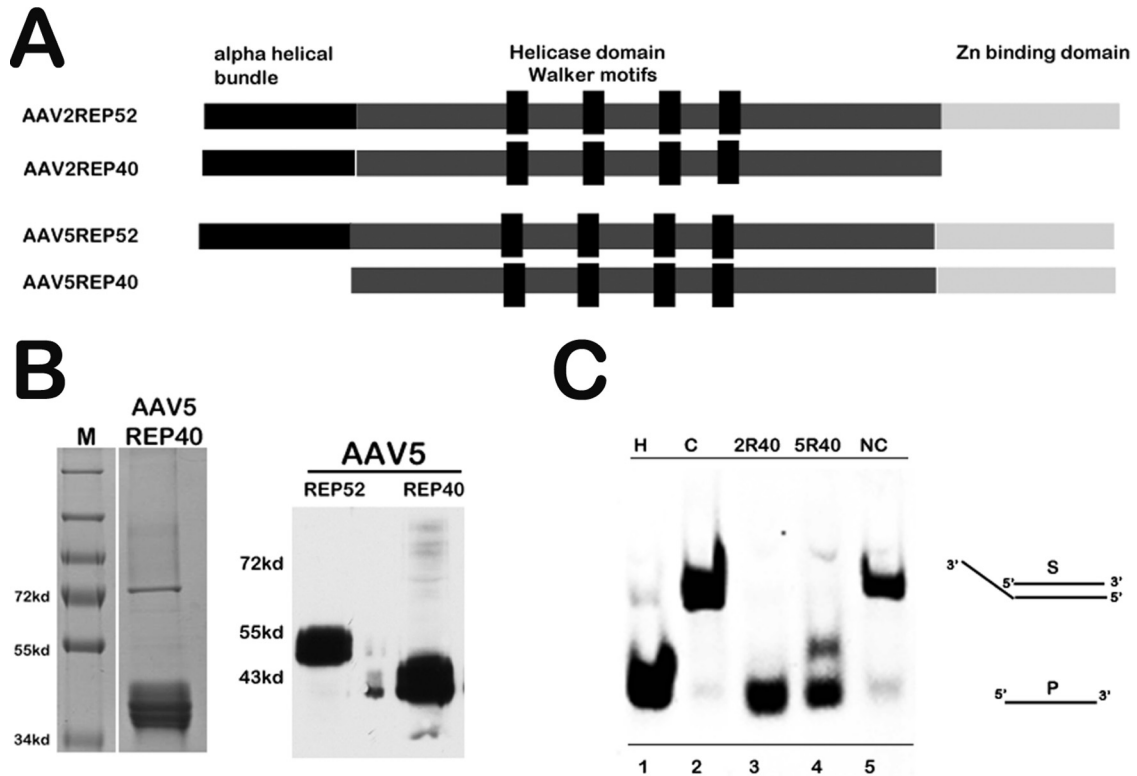 A
alpha helical
bundle
Helicase domain
Walker motifs
Zn binding domain
AAV2REP52
AAV2REP40
AAV5REP52
AAV5REP40
B
M
AAV5
REP40
72kd
55kd
34kd
AAV5
REP52 REP40
72kd
55kd
43kd
C
H C 2R40 5R40 NC
1 2 3 4 5
3'
5' S 3'
5'
5' P 3'